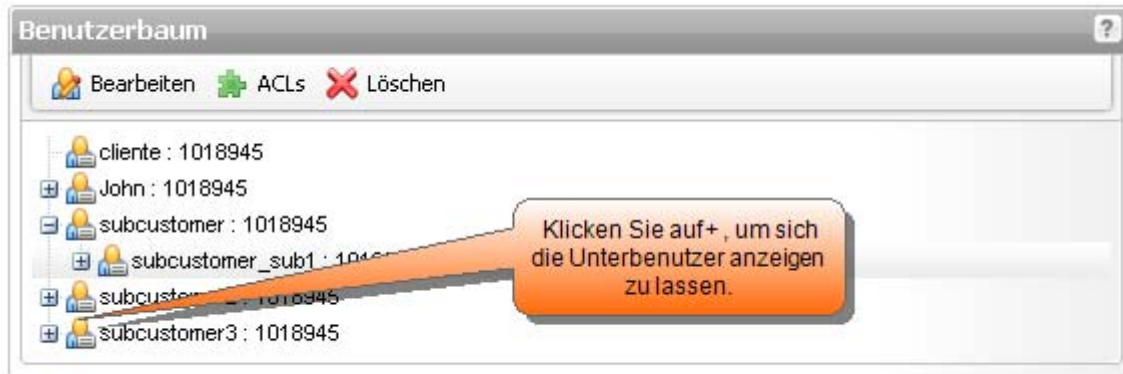 Benutzerbaum ?
Bearbeiten ACLs Löschen
cliente : 1018945
John : 1018945
subcustomer : 1018945
subcustomer_sub1 :
: 1018945
subcustomer3 : 1018945
Klicken Sie auf+ , um sich
die Unterbenutzer anzeigen
zu lassen.